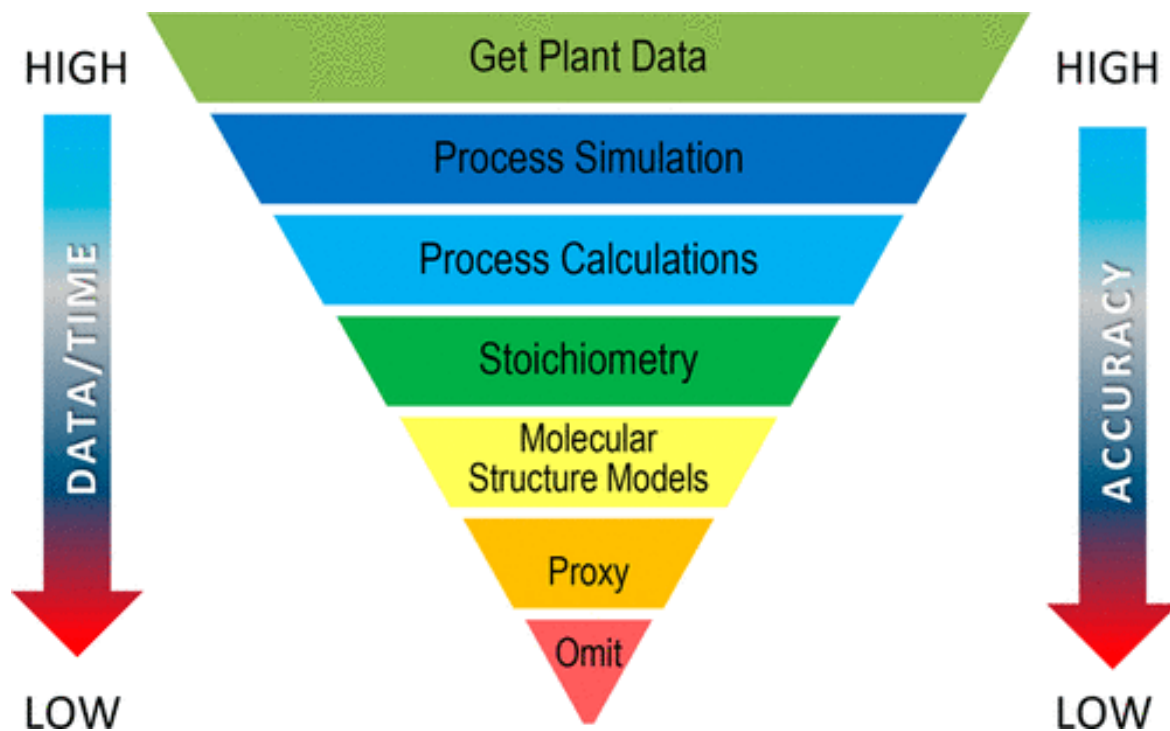 HIGH
Get Plant Data
HIGH
Process Simulation
Process Calculations
DATA/TIME
Stoichiometry
ACCURACY
Molecular
Structure Models
Proxy
Omit
LOW
LOW